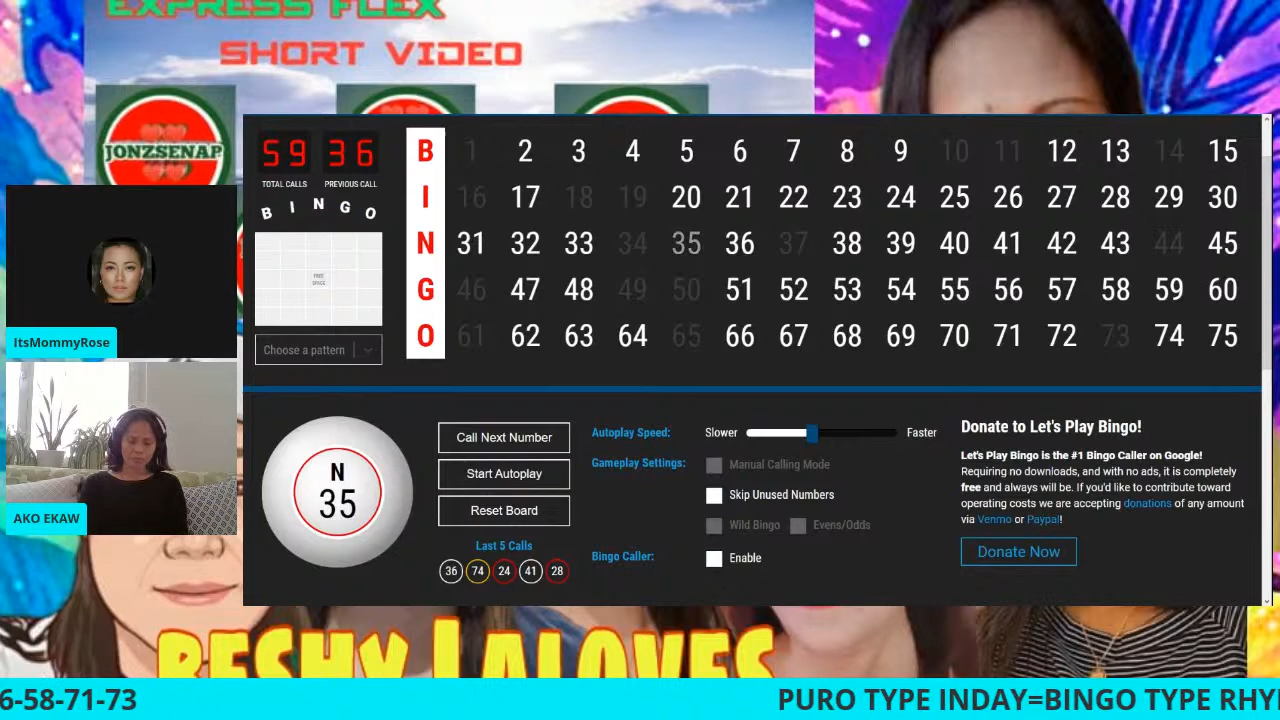 EXPRESS FLEX
SHORT VIDEO
JONZSENAP
59 36
TOTAL CALLS PREVIOUS CALL
B I N G O
FREE
SPACE
Choose a pattern
B 1 2 3 4 5 6 7 8 9 10 11 12 13 14 15
I 16 17 18 19 20 21 22 23 24 25 26 27 28 29 30
N 31 32 33 34 35 36 37 38 39 40 41 42 43 44 45
G 46 47 48 49 50 51 52 53 54 55 56 57 58 59 60
O 61 62 63 64 65 66 67 68 69 70 71 72 73 74 75
ItsMommyRose
AKO EKAW
N
35
Call Next Number
Start Autoplay
Reset Board
Last 5 Calls
36 74 24 41 28
Autoplay Speed: Slower Faster
Gameplay Settings: Manual Calling Mode
Skip Unused Numbers
Wild Bingo Evens/Odds
Bingo Caller: Enable
Donate to Let's Play Bingo!
Let's Play Bingo is the #1 Bingo Caller on Google!
Requiring no downloads, and with no ads, it is completely
free and always will be. If you'd like to contribute toward
operating costs we are accepting donations of any amount
via Venmo or Paypal!
Donate Now
BESHY LALOVES
6-58-71-73
PURO TYPE INDAY=BINGO TYPE RHY